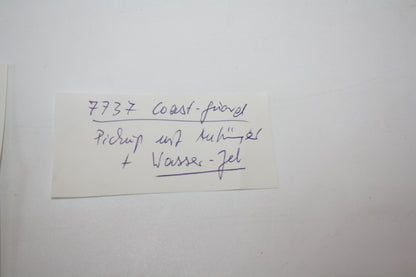 7737 Coast-guard
Pickup mit Anhänger
+ Wasser-Jet